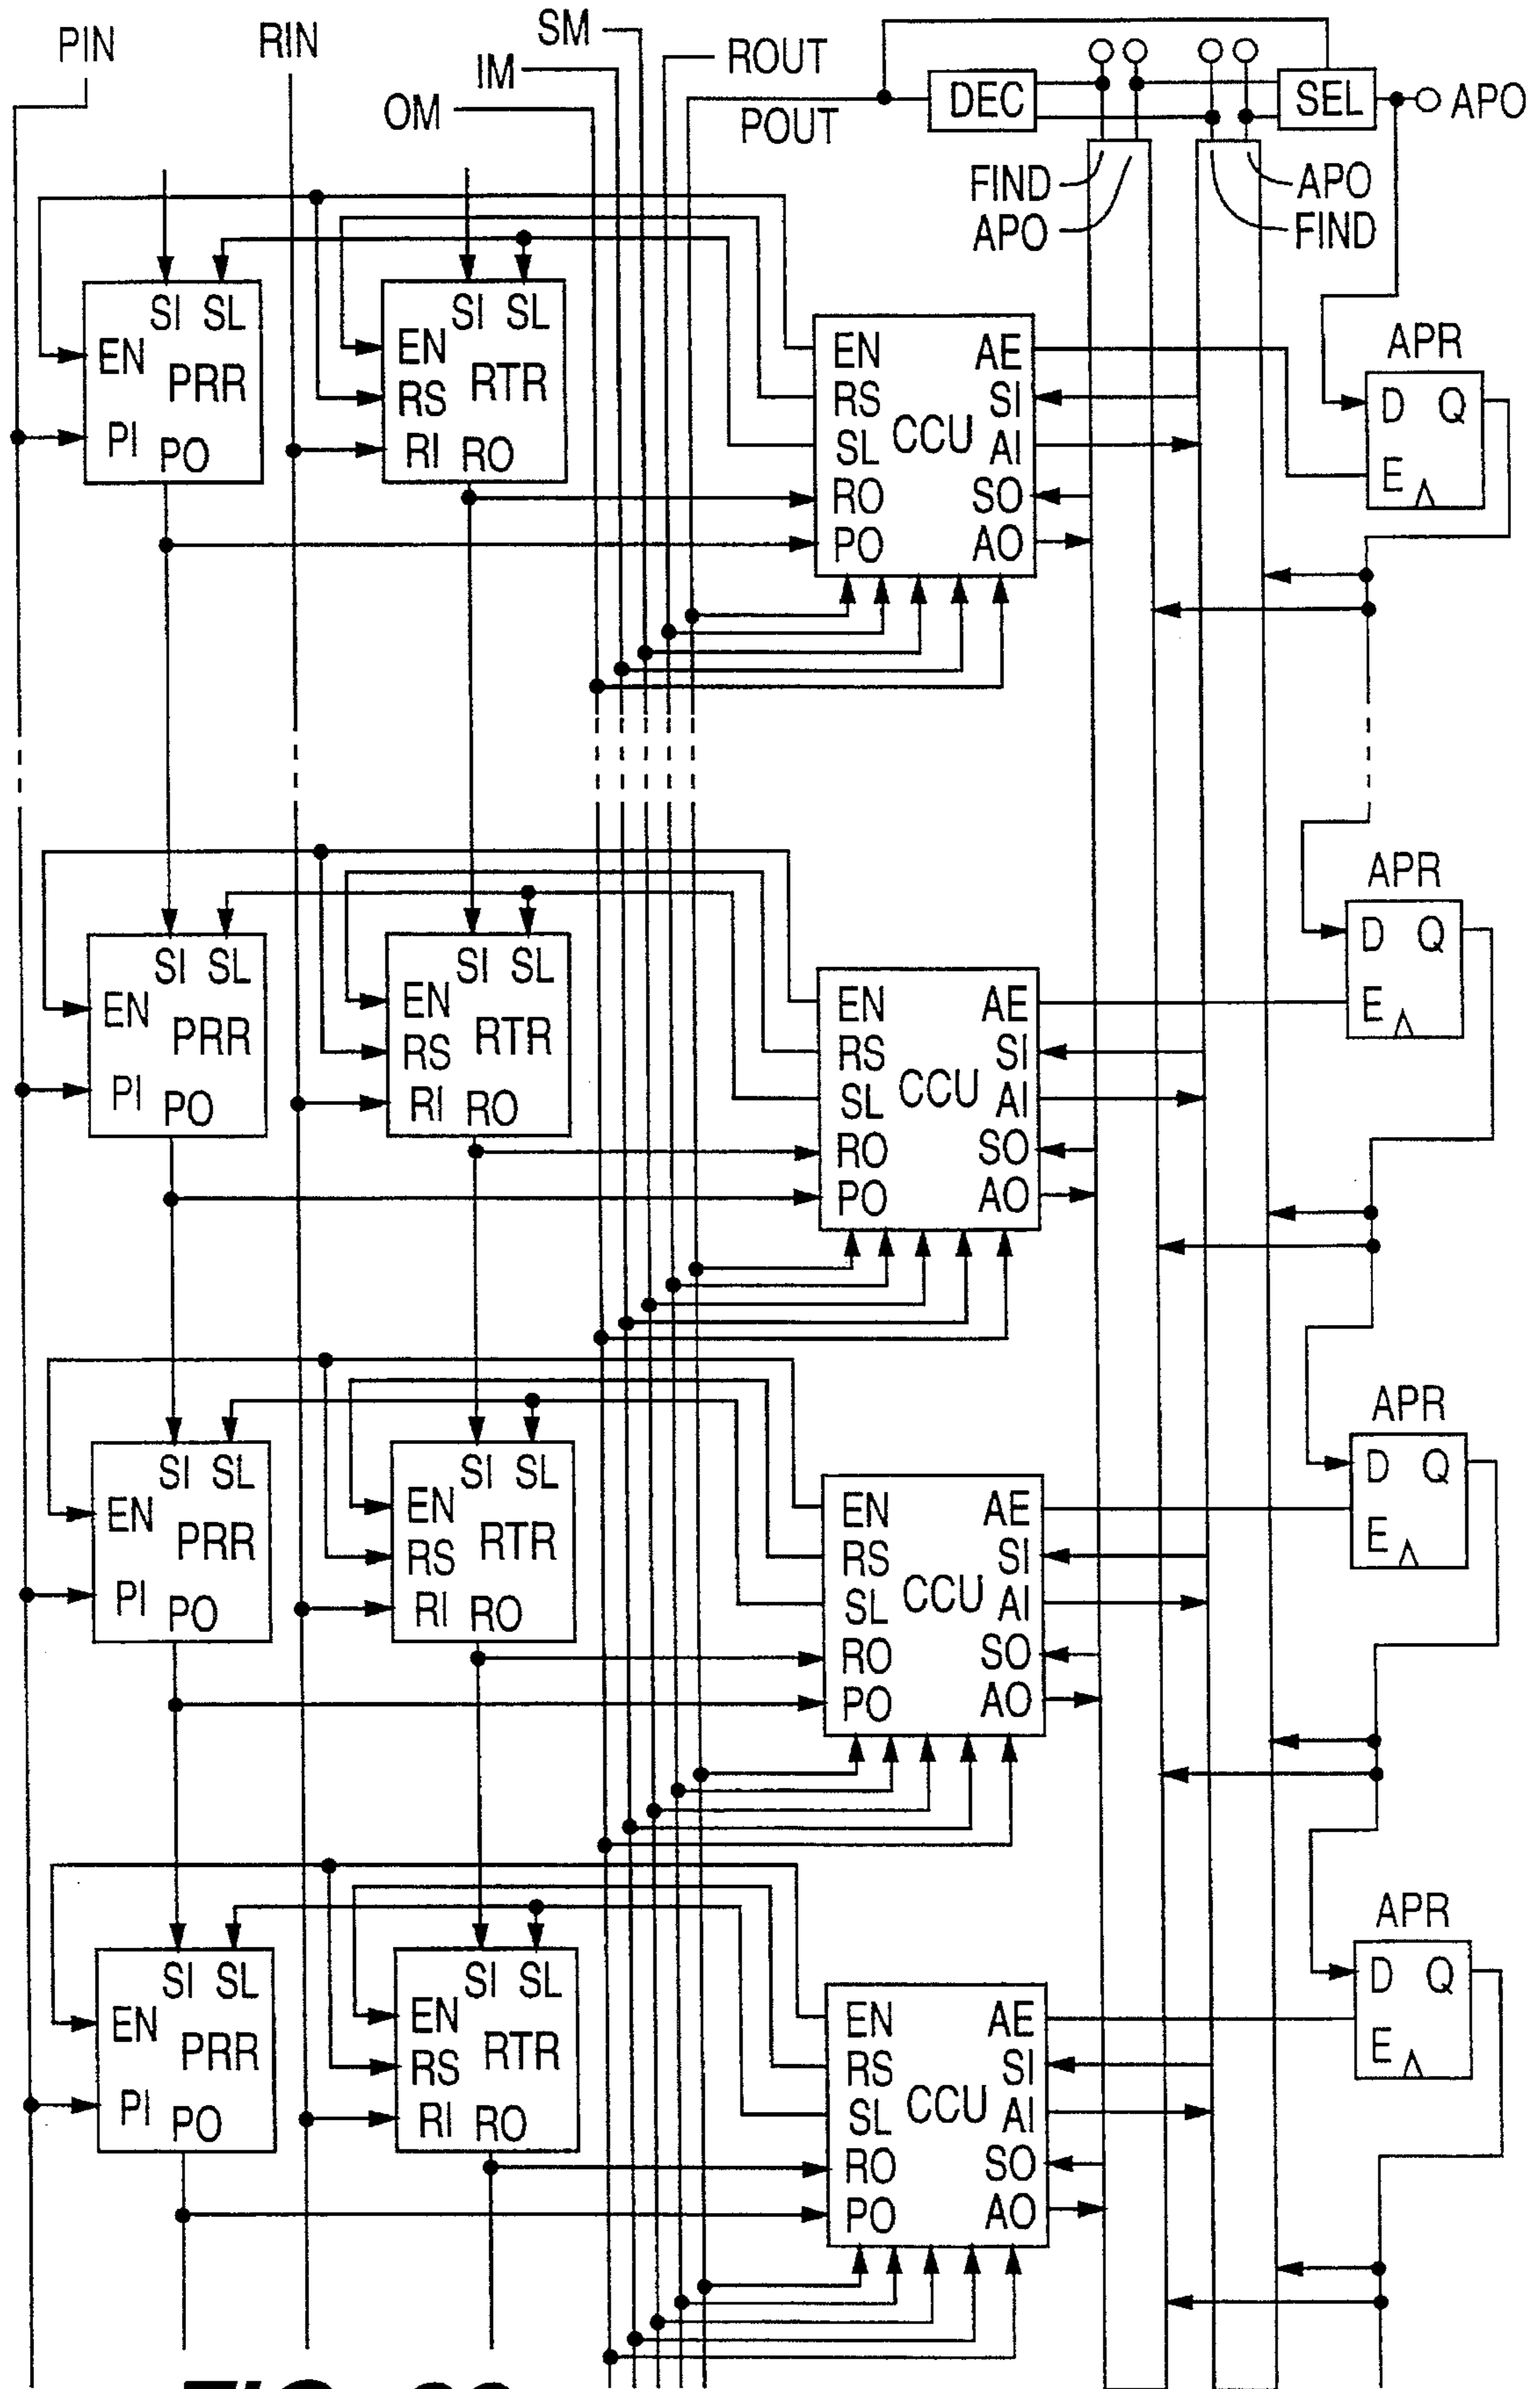 PIN
RIN
SM
IM
OM
ROUT
POUT
DEC
SEL
APO
FIND
APO
APO
FIND
SI SL
EN
PRR
PI
PO
SI SL
EN
RS
RTR
RI
RO
EN
RS
SL
RO
PO
CCU
AE
SI
AI
SO
AO
APR
D Q
E
SI SL
EN
PRR
PI
PO
SI SL
EN
RS
RTR
RI
RO
EN
RS
SL
RO
PO
CCU
AE
SI
AI
SO
AO
APR
D Q
E
SI SL
EN
PRR
PI
PO
SI SL
EN
RS
RTR
RI
RO
EN
RS
SL
RO
PO
CCU
AE
SI
AI
SO
AO
APR
D Q
E
SI SL
EN
PRR
PI
PO
SI SL
EN
RS
RTR
RI
RO
EN
RS
SL
RO
PO
CCU
AE
SI
AI
SO
AO
APR
D Q
E